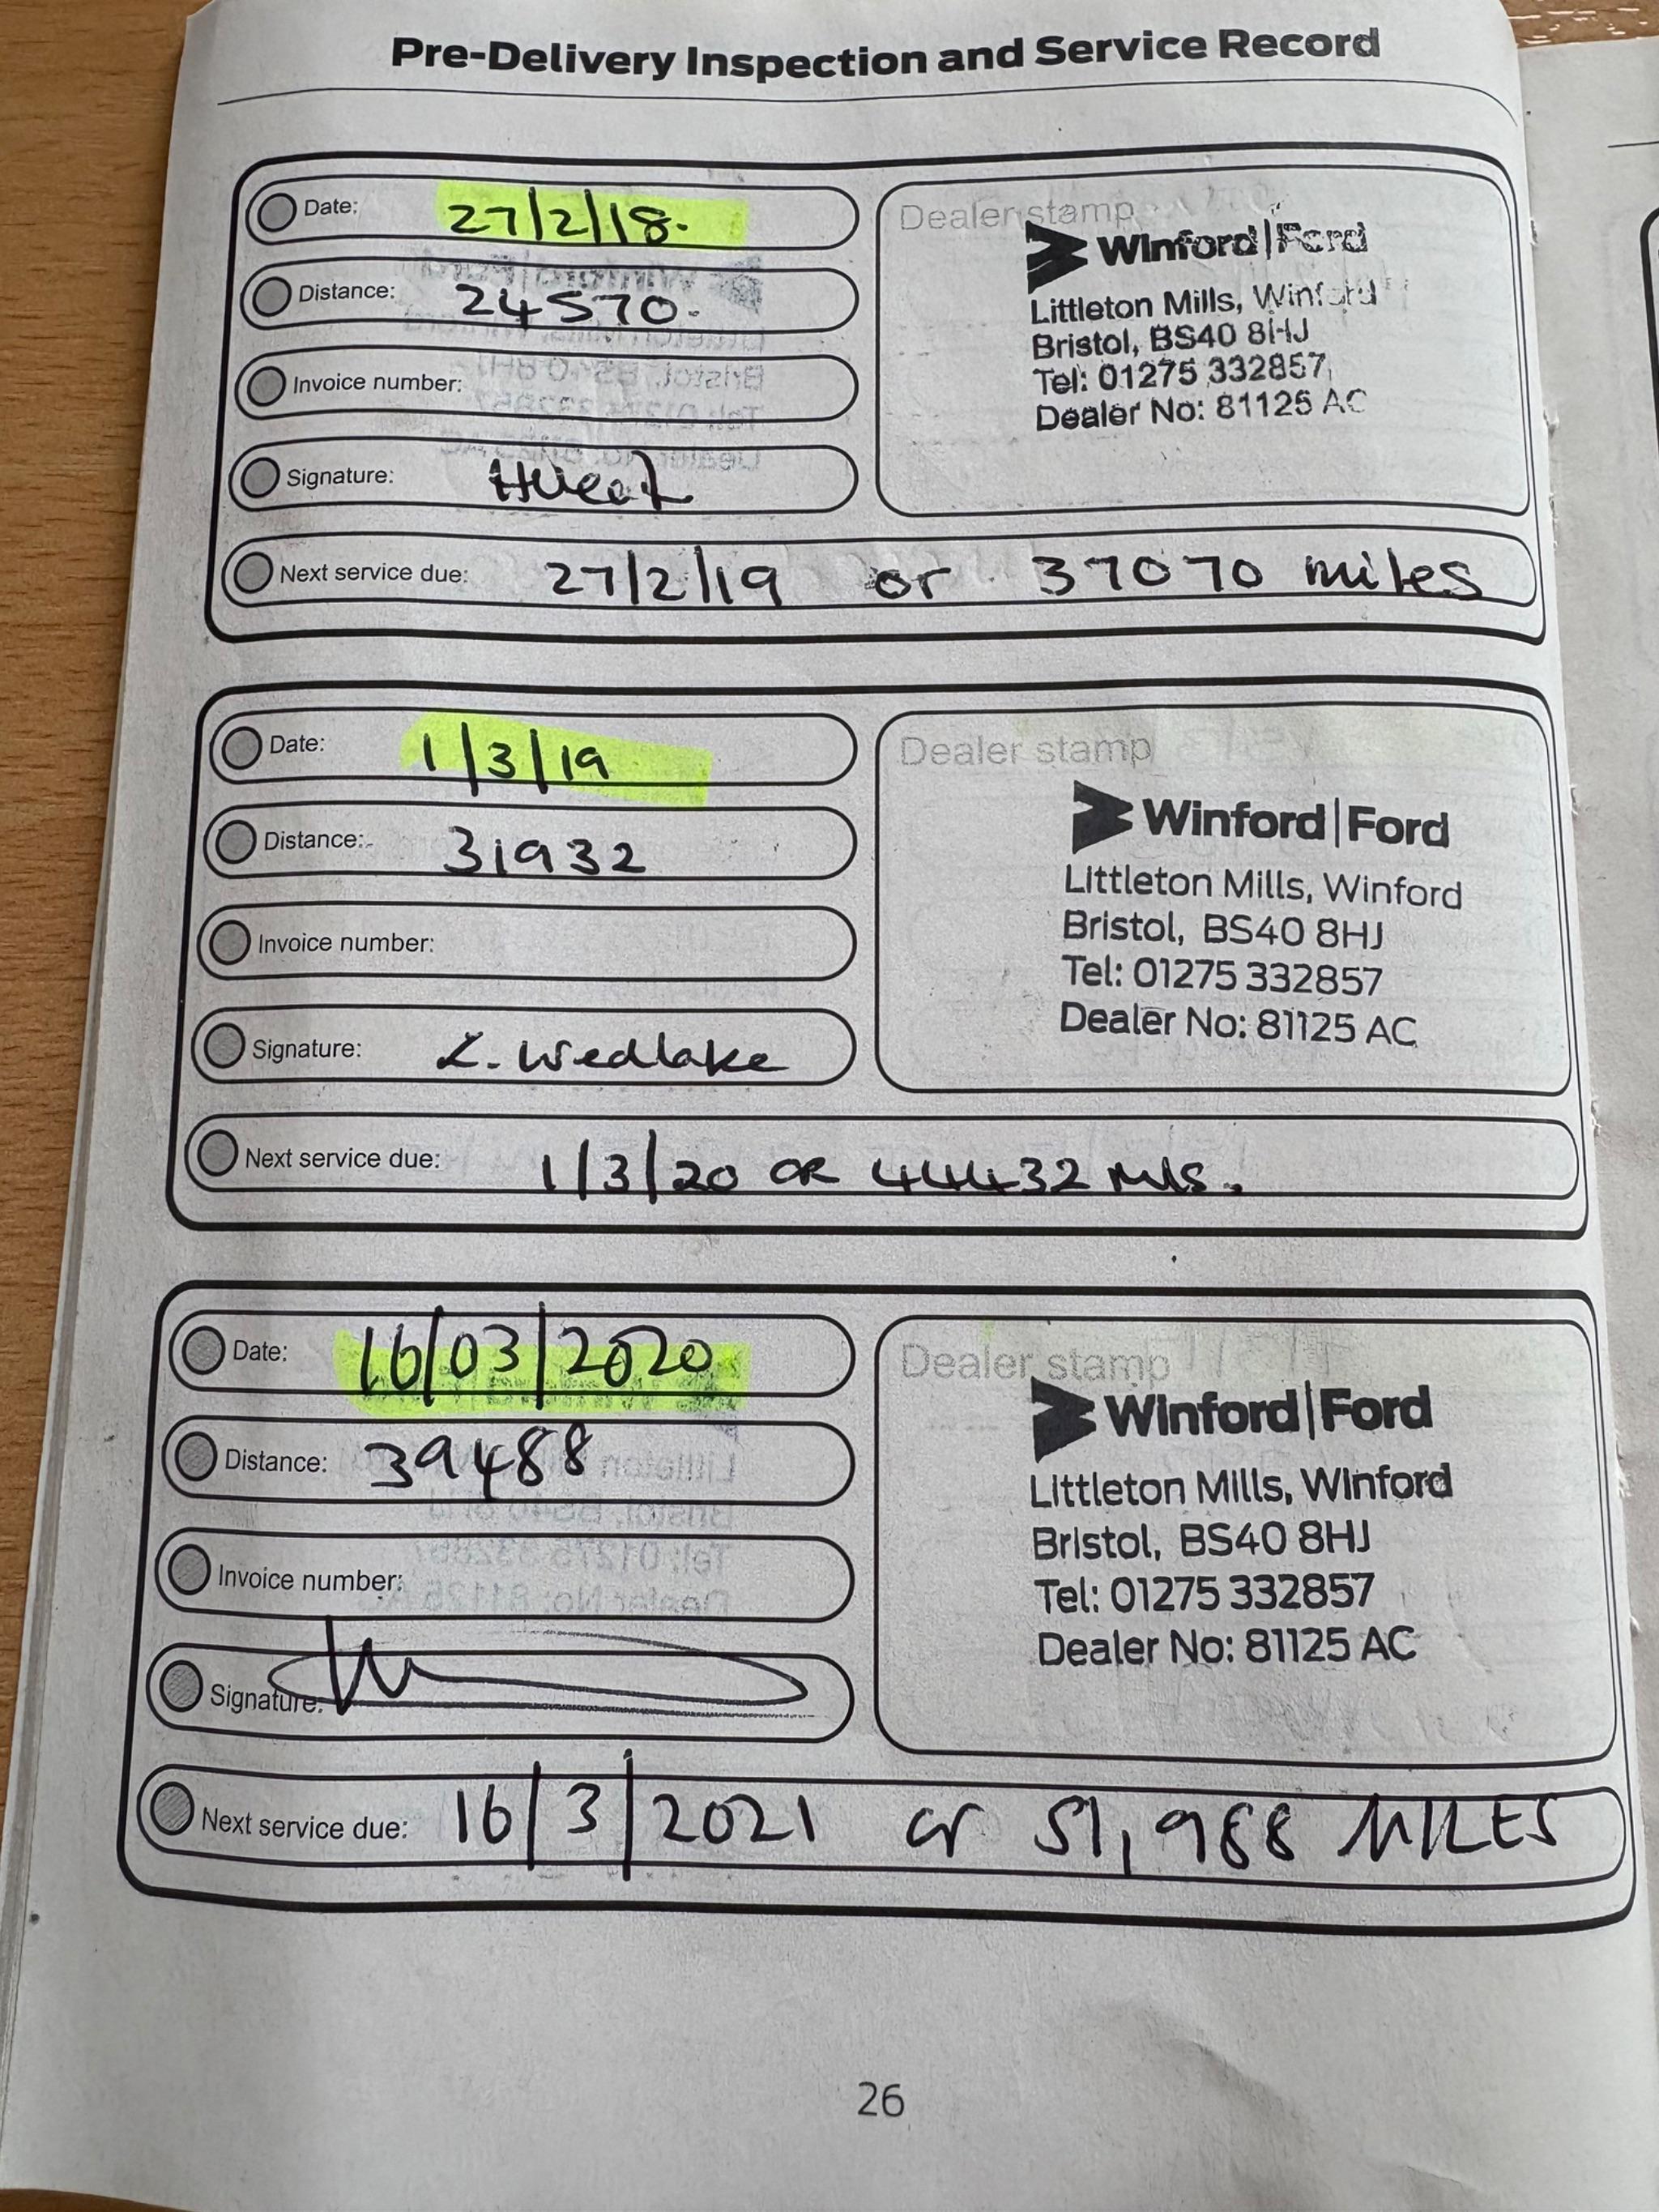 Pre-Delivery Inspection and Service Record
Date: 27/2/18.
Distance: 24570.
Invoice number:
Signature:
Dealer stamp
Winford|Ford
Littleton Mills, Winford
Bristol, BS40 8HJ
Tel: 01275 332857
Dealer No: 81125 AC
Next service due: 27/2/19 or 37070 miles
Date: 1/3/19
Distance: 31932
Invoice number:
Signature: L. Wedlake
Dealer stamp
Winford|Ford
Littleton Mills, Winford
Bristol, BS40 8HJ
Tel: 01275 332857
Dealer No: 81125 AC
Next service due: 1/3/20 OR 44432 Mls.
Date: 16/03/2020
Distance: 39488
Invoice number:
Signature:
Dealer stamp
Winford|Ford
Littleton Mills, Winford
Bristol, BS40 8HJ
Tel: 01275 332857
Dealer No: 81125 AC
Next service due: 16/3/2021 or 51,988 MILES
26